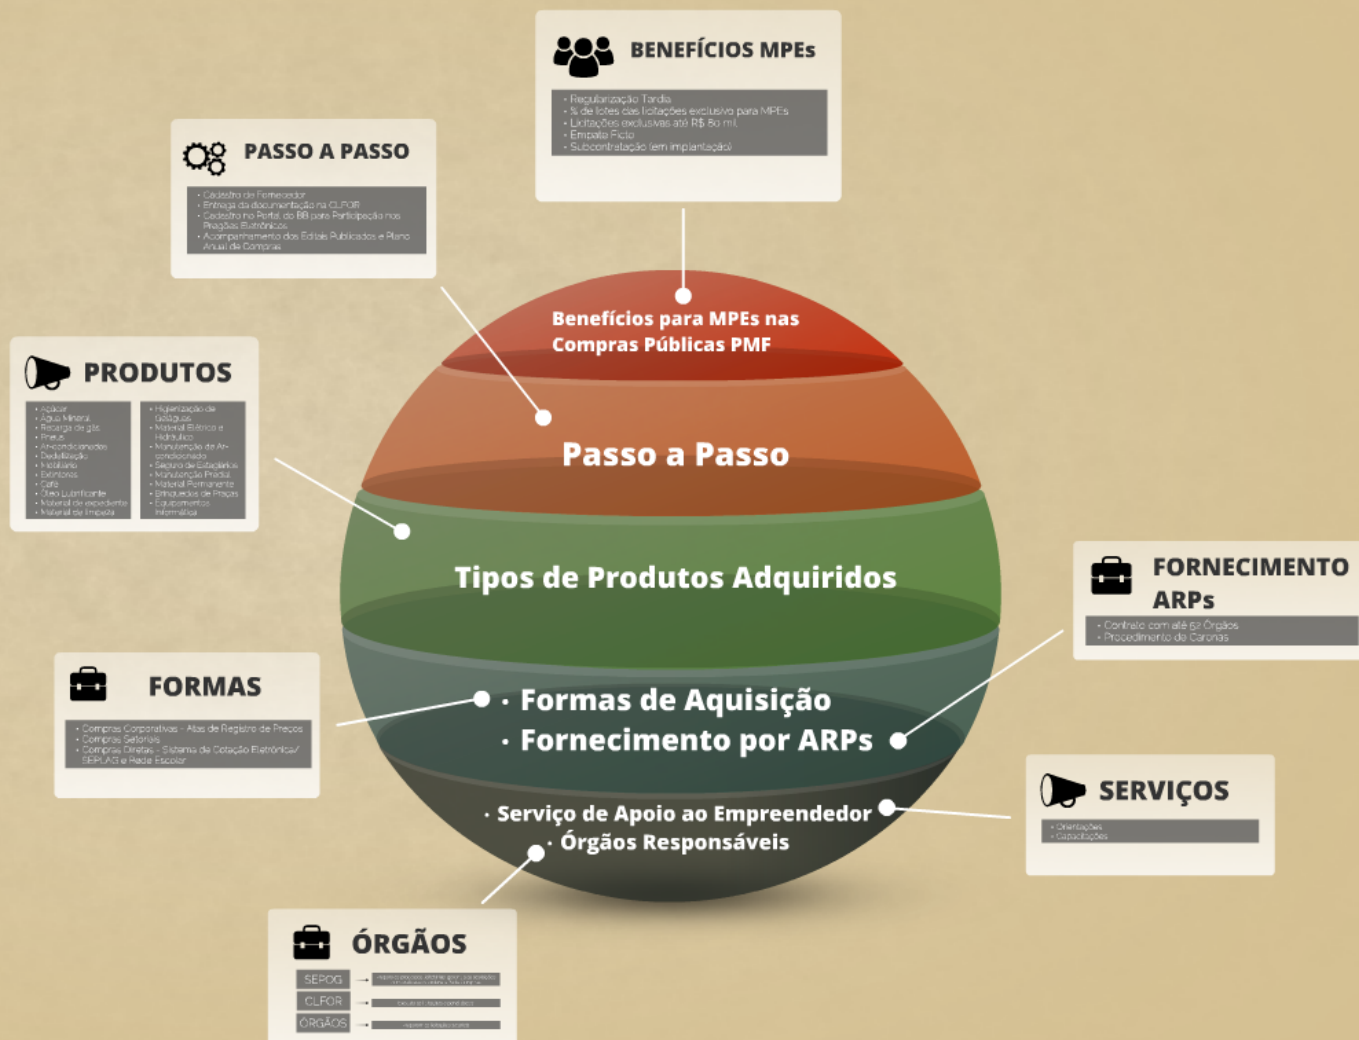 BENEFÍCIOS MPEs
• Regularização Tardia
• % de lotes das licitações exclusivo para MPEs
• Licitações exclusivas até R$ 80 mil
• Empate Ficto
• Subcontratação (em implantação)
PASSO A PASSO
• Cadastro de Fornecedor
• Entrega da documentação na CLFOR
• Cadastro no Portal do BB para Participação nos
Pregões Eletrônicos
• Acompanhamento dos Editais Publicados e Plano
Anual de Compras
Benefícios para MPEs nas
Compras Públicas PMF
PRODUTOS
• Açúcar
• Água Mineral
• Recarga de gás
• Pneus
• Ar-condicionados
• Dedetização
• Mobiliário
• Extintores
• Café
• Óleo Lubrificante
• Material de expediente
• Material de limpeza
• Higienização de
Geláguas
• Material Elétrico e
Hidráulico
• Manutenção de Ar-
condicionado
• Seguro de Estagiários
• Manutenção Predial
• Material Permanente
• Brinquedos de Praças
• Equipamentos
Informática
Passo a Passo
Tipos de Produtos Adquiridos
FORNECIMENTO
ARPs
• Contrato com até 52 Órgãos
• Procedimento de Caronas
FORMAS
• Compras Corporativas - Atas de Registro de Preços
• Compras Setoriais
• Compras Diretas - Sistema de Cotação Eletrônica/
SEPLAG e Rede Escolar
· Formas de Aquisição
· Fornecimento por ARPs
SERVIÇOS
• Orientações
• Capacitações
· Serviço de Apoio ao Empreendedor
· Órgãos Responsáveis
ÓRGÃOS
SEPOG
CLFOR
ÓRGÃOS